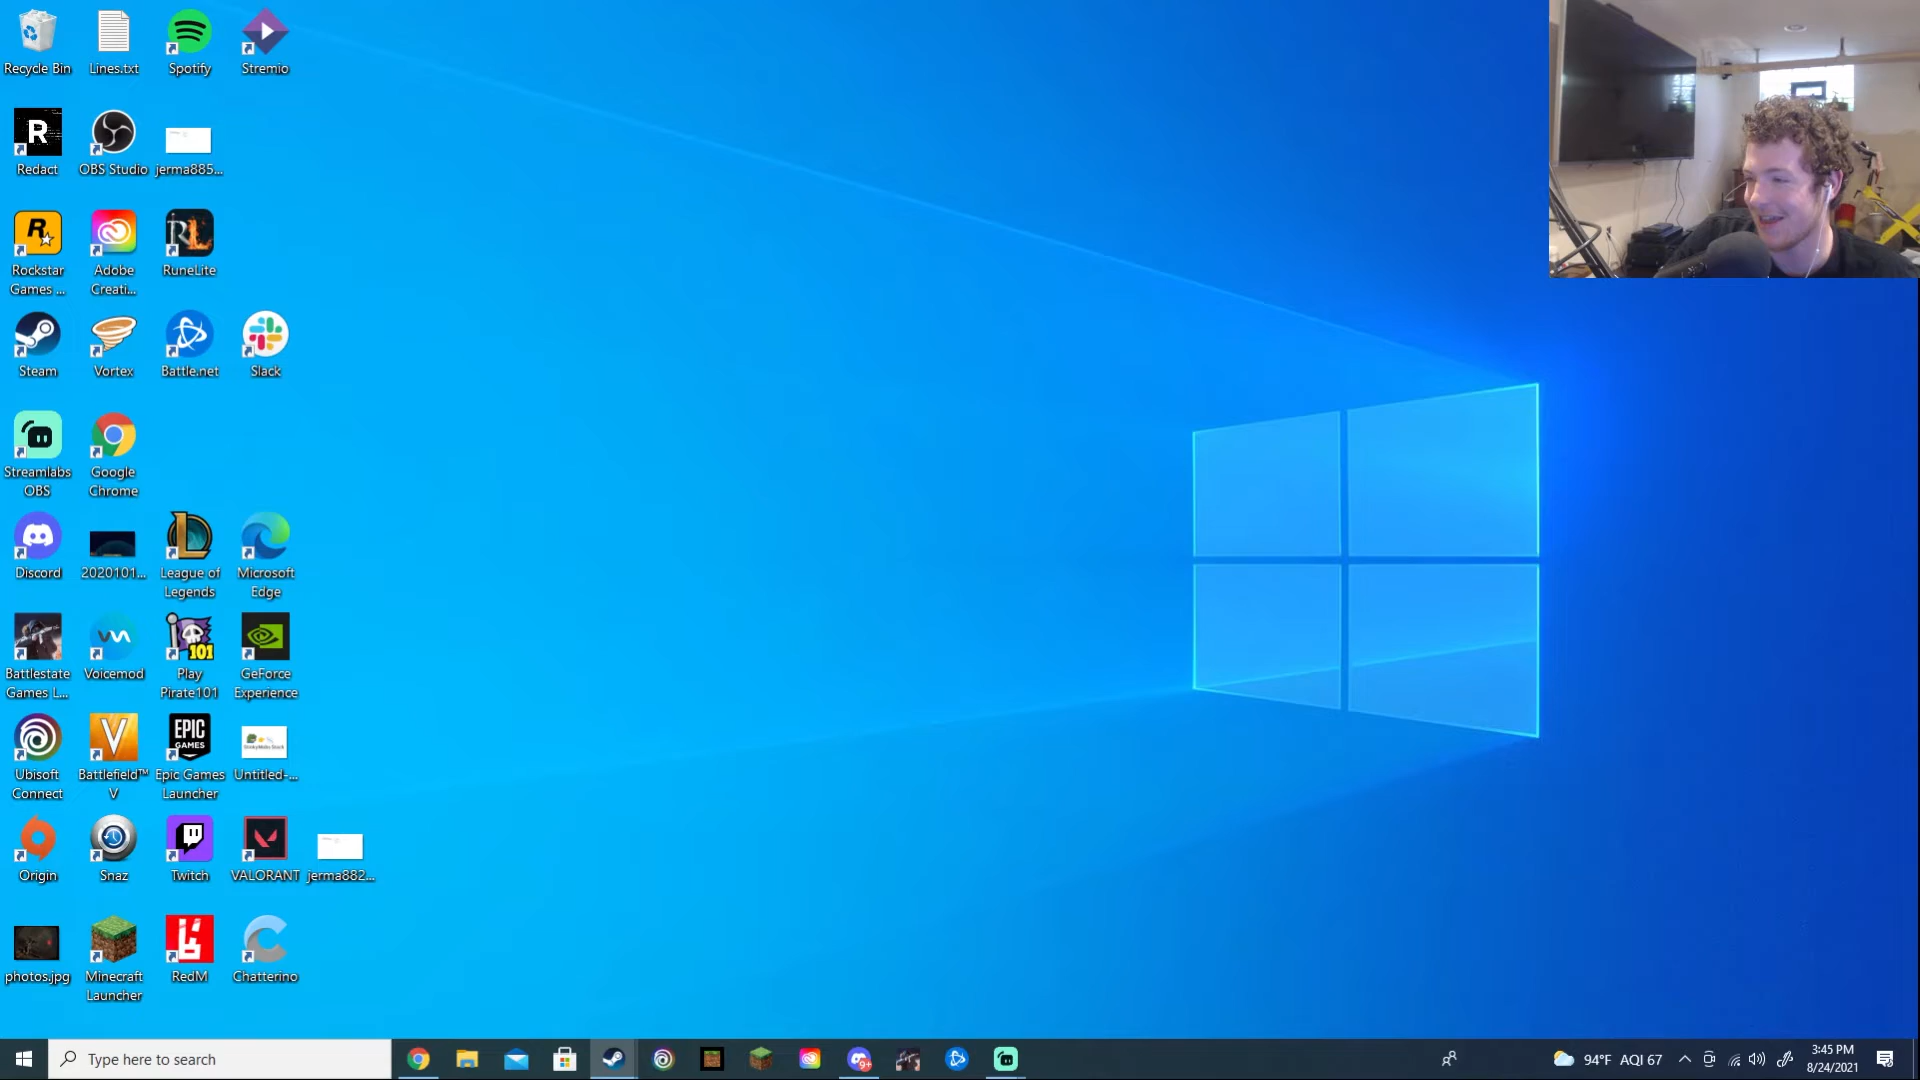 Recycle Bin
Lines.txt
Spotify
Stremio
R
Redact
OBS Studio
jerma885...
R
Rockstar
Games ...
Adobe
Creati...
RL
RuneLite
Steam
Vortex
Battle.net
Slack
Streamlabs
OBS
Google
Chrome
Discord
2020101...
League of
Legends
Microsoft
Edge
Battlestate
Games L...
Voicemod
101
Play
Pirate101
GeForce
Experience
Ubisoft
Connect
V
Battlefield™
V
EPIC
GAMES
Epic Games
Launcher
Untitled-...
Origin
Snaz
Twitch
VALORANT
jerma882...
photos.jpg
Minecraft
Launcher
RedM
Chatterino
Type here to search
9+
94°F AQI 67
3:45 PM
8/24/2021